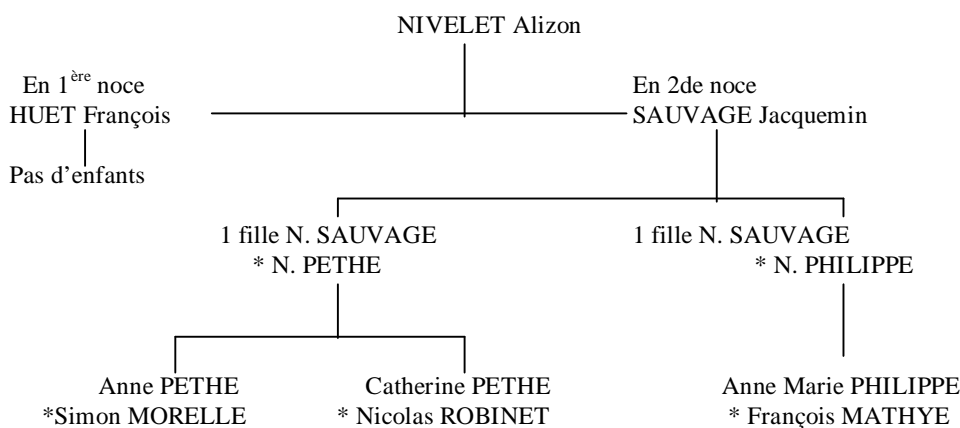 NIVELET Alizon
En 1ère noce
HUET François
Pas d'enfants
En 2de noce
SAUVAGE Jacquemin
1 fille N. SAUVAGE
* N. PETHE
1 fille N. SAUVAGE
* N. PHILIPPE
Anne PETHE
*Simon MORELLE
Catherine PETHE
* Nicolas ROBINET
Anne Marie PHILIPPE
* François MATHYE